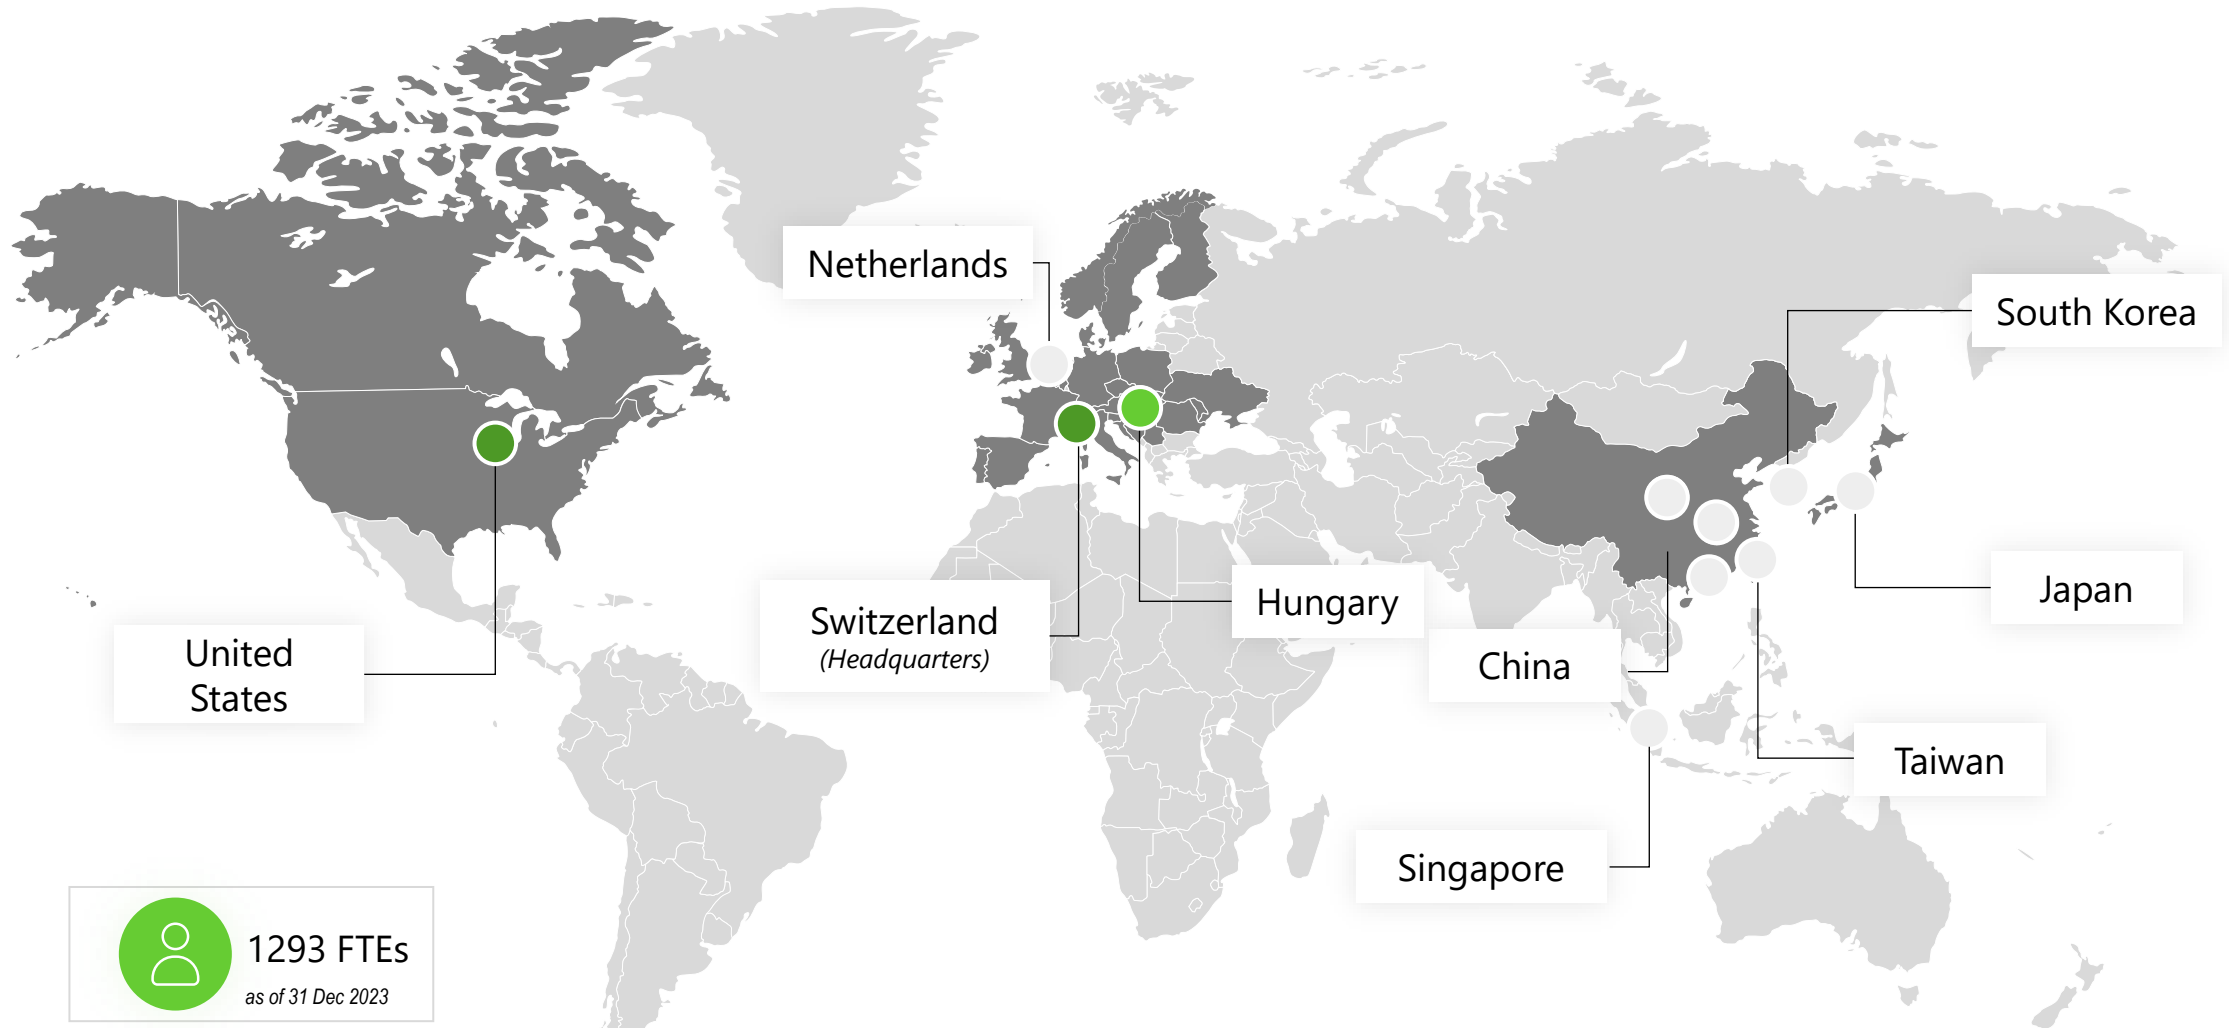 Netherlands
South Korea
Switzerland
(Headquarters)
Hungary
Japan
United
States
China
Taiwan
Singapore
1293 FTEs
as of 31 Dec 2023